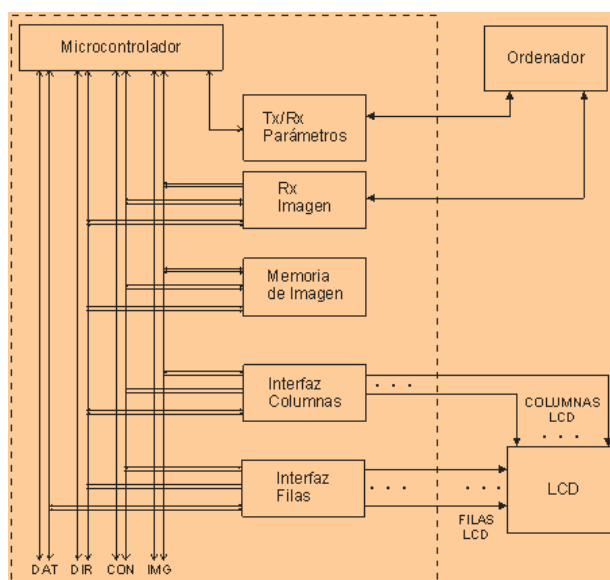 Microcontrolador
Ordenador
Tx/Rx
Parámetros
Rx
Imagen
Memoria
de Imagen
Interfaz
Columnas
. . .
COLUMNAS
LCD
. . .
Interfaz
Filas
. . .
. . .
LCD
FILAS
LCD
DAT DIR CON IMG